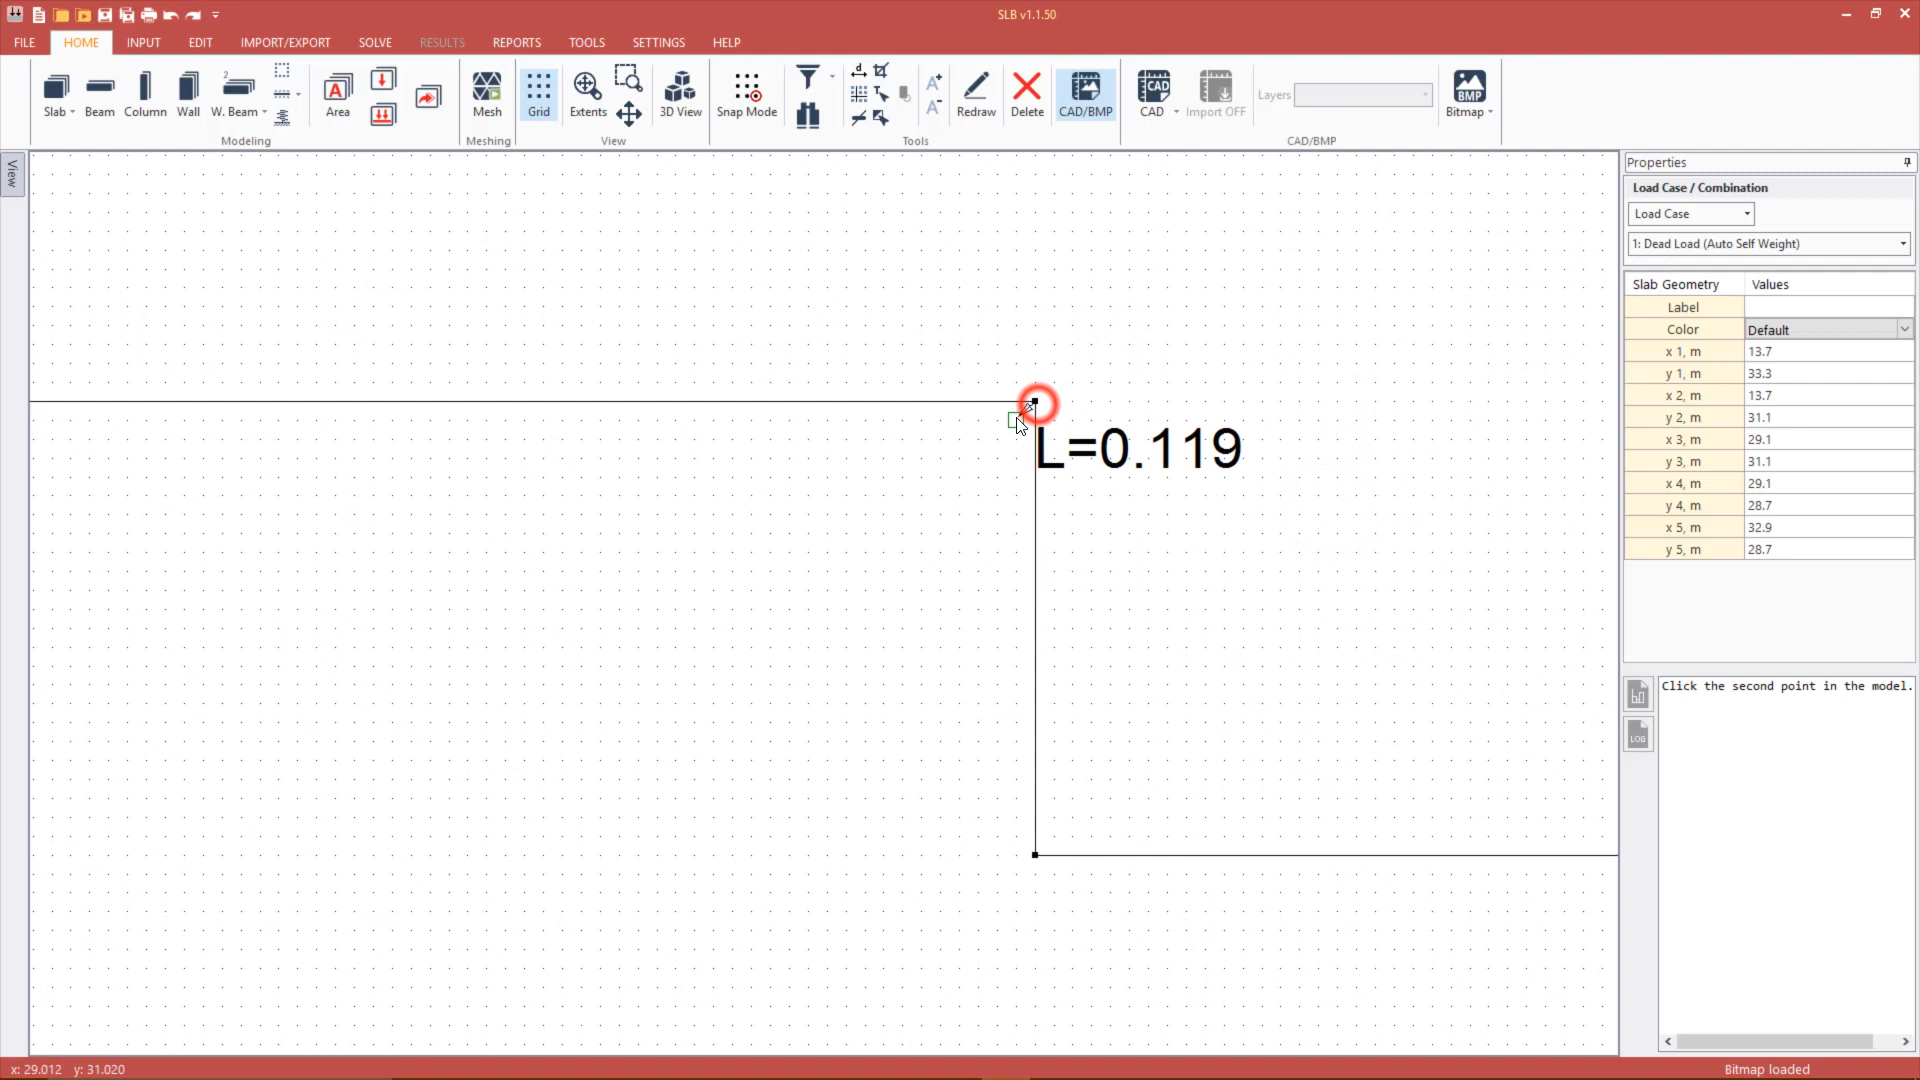 SLB v1.1.50
FILE HOME INPUT EDIT IMPORT/EXPORT SOLVE RESULTS REPORTS TOOLS SETTINGS HELP
Slab Beam Column Wall 2 W. Beam A Area Mesh Grid Extents 3D View Snap Mode d A+ A- Redraw Delete CAD/BMP CAD CAD Import OFF Layers BMP Bitmap
Modeling Meshing View Tools CAD/BMP
View
L=0.119
Properties
Load Case / Combination
Load Case
1: Dead Load (Auto Self Weight)
Slab Geometry Values
Label
Color Default
x 1, m 13.7
y 1, m 33.3
x 2, m 13.7
y 2, m 31.1
x 3, m 29.1
y 3, m 31.1
x 4, m 29.1
y 4, m 28.7
x 5, m 32.9
y 5, m 28.7
Click the second point in the model.
LOG
x: 29.012 y: 31.020
Bitmap loaded